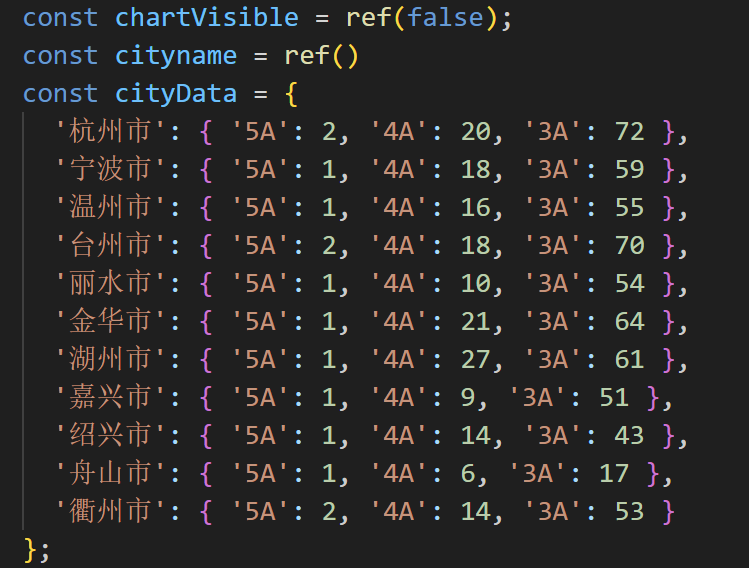 const chartVisible = ref(false);
const cityname = ref()
const cityData = {
  '杭州市': { '5A': 2, '4A': 20, '3A': 72 },
  '宁波市': { '5A': 1, '4A': 18, '3A': 59 },
  '温州市': { '5A': 1, '4A': 16, '3A': 55 },
  '台州市': { '5A': 2, '4A': 18, '3A': 70 },
  '丽水市': { '5A': 1, '4A': 10, '3A': 54 },
  '金华市': { '5A': 1, '4A': 21, '3A': 64 },
  '湖州市': { '5A': 1, '4A': 27, '3A': 61 },
  '嘉兴市': { '5A': 1, '4A': 9, '3A': 51 },
  '绍兴市': { '5A': 1, '4A': 14, '3A': 43 },
  '舟山市': { '5A': 1, '4A': 6, '3A': 17 },
  '衢州市': { '5A': 2, '4A': 14, '3A': 53 }
};